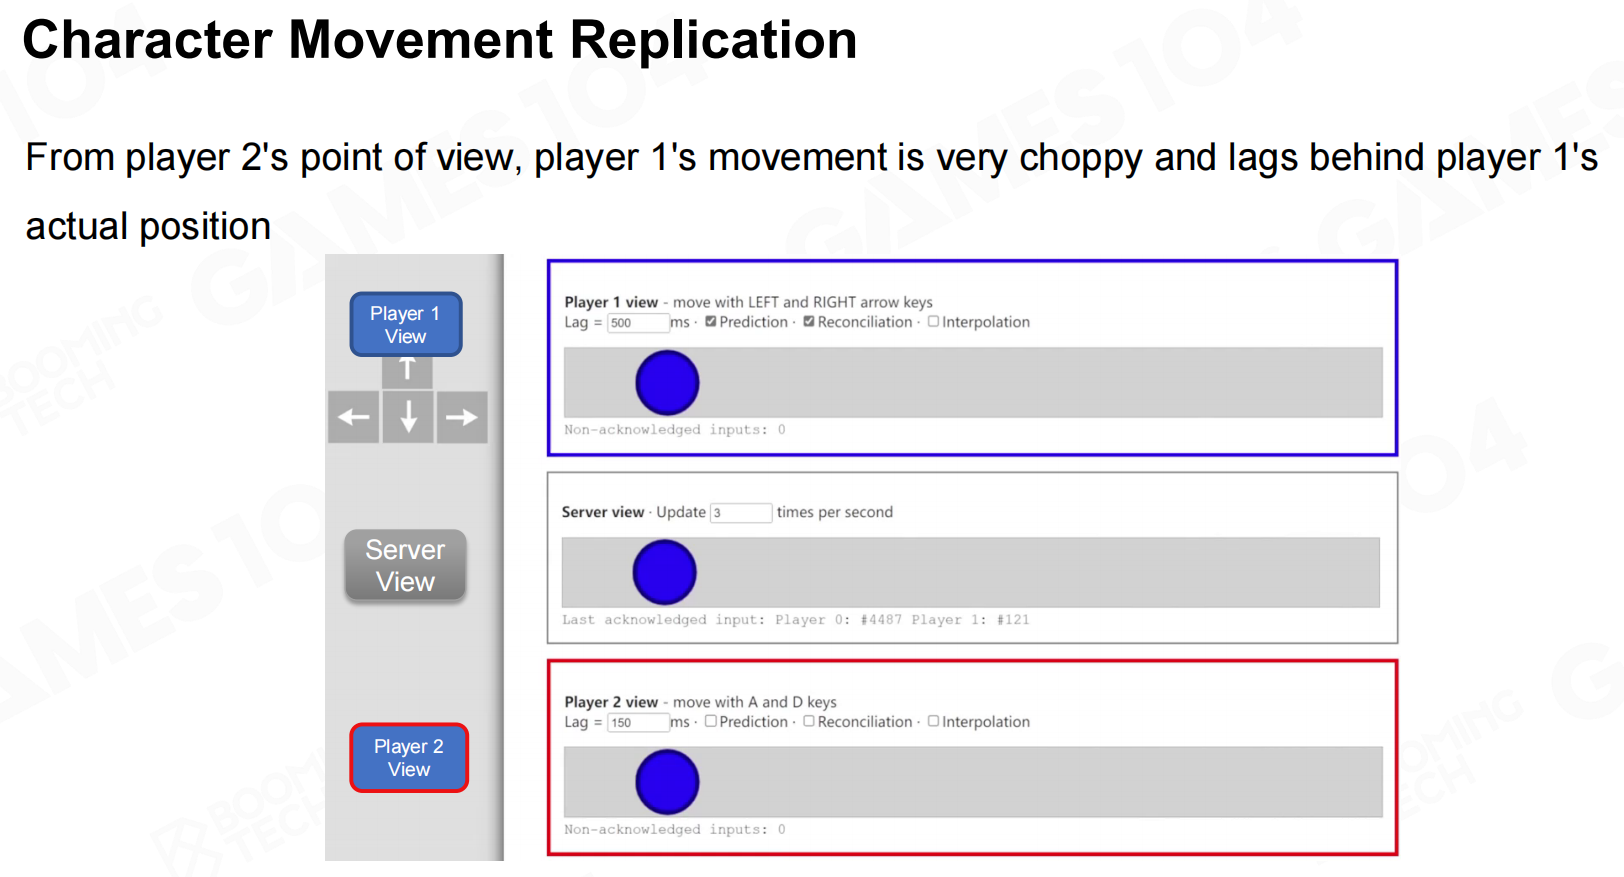 Character Movement Replication
From player 2's point of view, player 1's movement is very choppy and lags behind player 1's
actual position
Player 1
View
Server
View
Player 2
View
Player 1 view - move with LEFT and RIGHT arrow keys
Lag = 500 ms · Prediction · Reconciliation · Interpolation
Non-acknowledged inputs: 0
Server view · Update 3 times per second
Last acknowledged input: Player 0: #4487 Player 1: #121
Player 2 view - move with A and D keys
Lag = 150 ms · Prediction · Reconciliation · Interpolation
Non-acknowledged inputs: 0
GAMES104
BOOMING
TECH